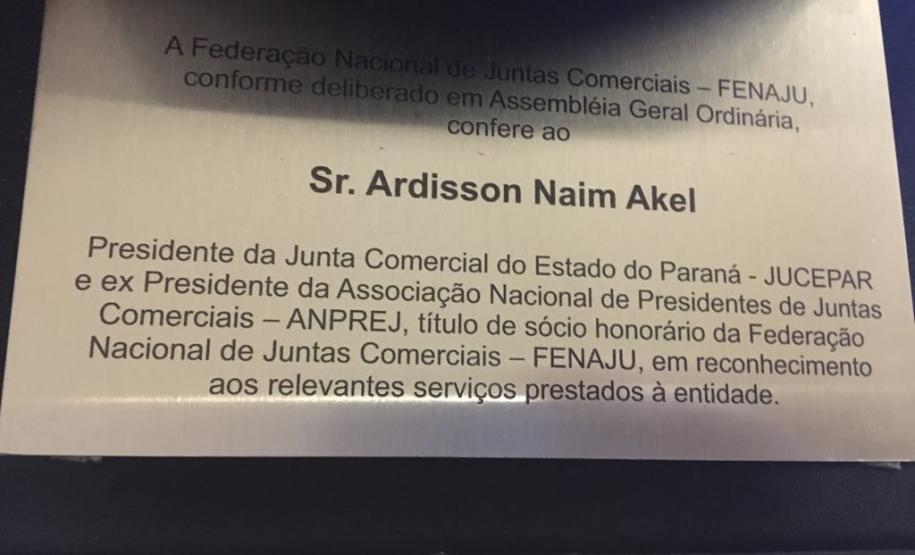 A Federação Nacional de Juntas Comerciais – FENAJU,
conforme deliberado em Assembléia Geral Ordinária,
confere ao
Sr. Ardisson Naim Akel
Presidente da Junta Comercial do Estado do Paraná - JUCEPAR
e ex Presidente da Associação Nacional de Presidentes de Juntas
Comerciais – ANPREJ, título de sócio honorário da Federação
Nacional de Juntas Comerciais – FENAJU, em reconhecimento
aos relevantes serviços prestados à entidade.